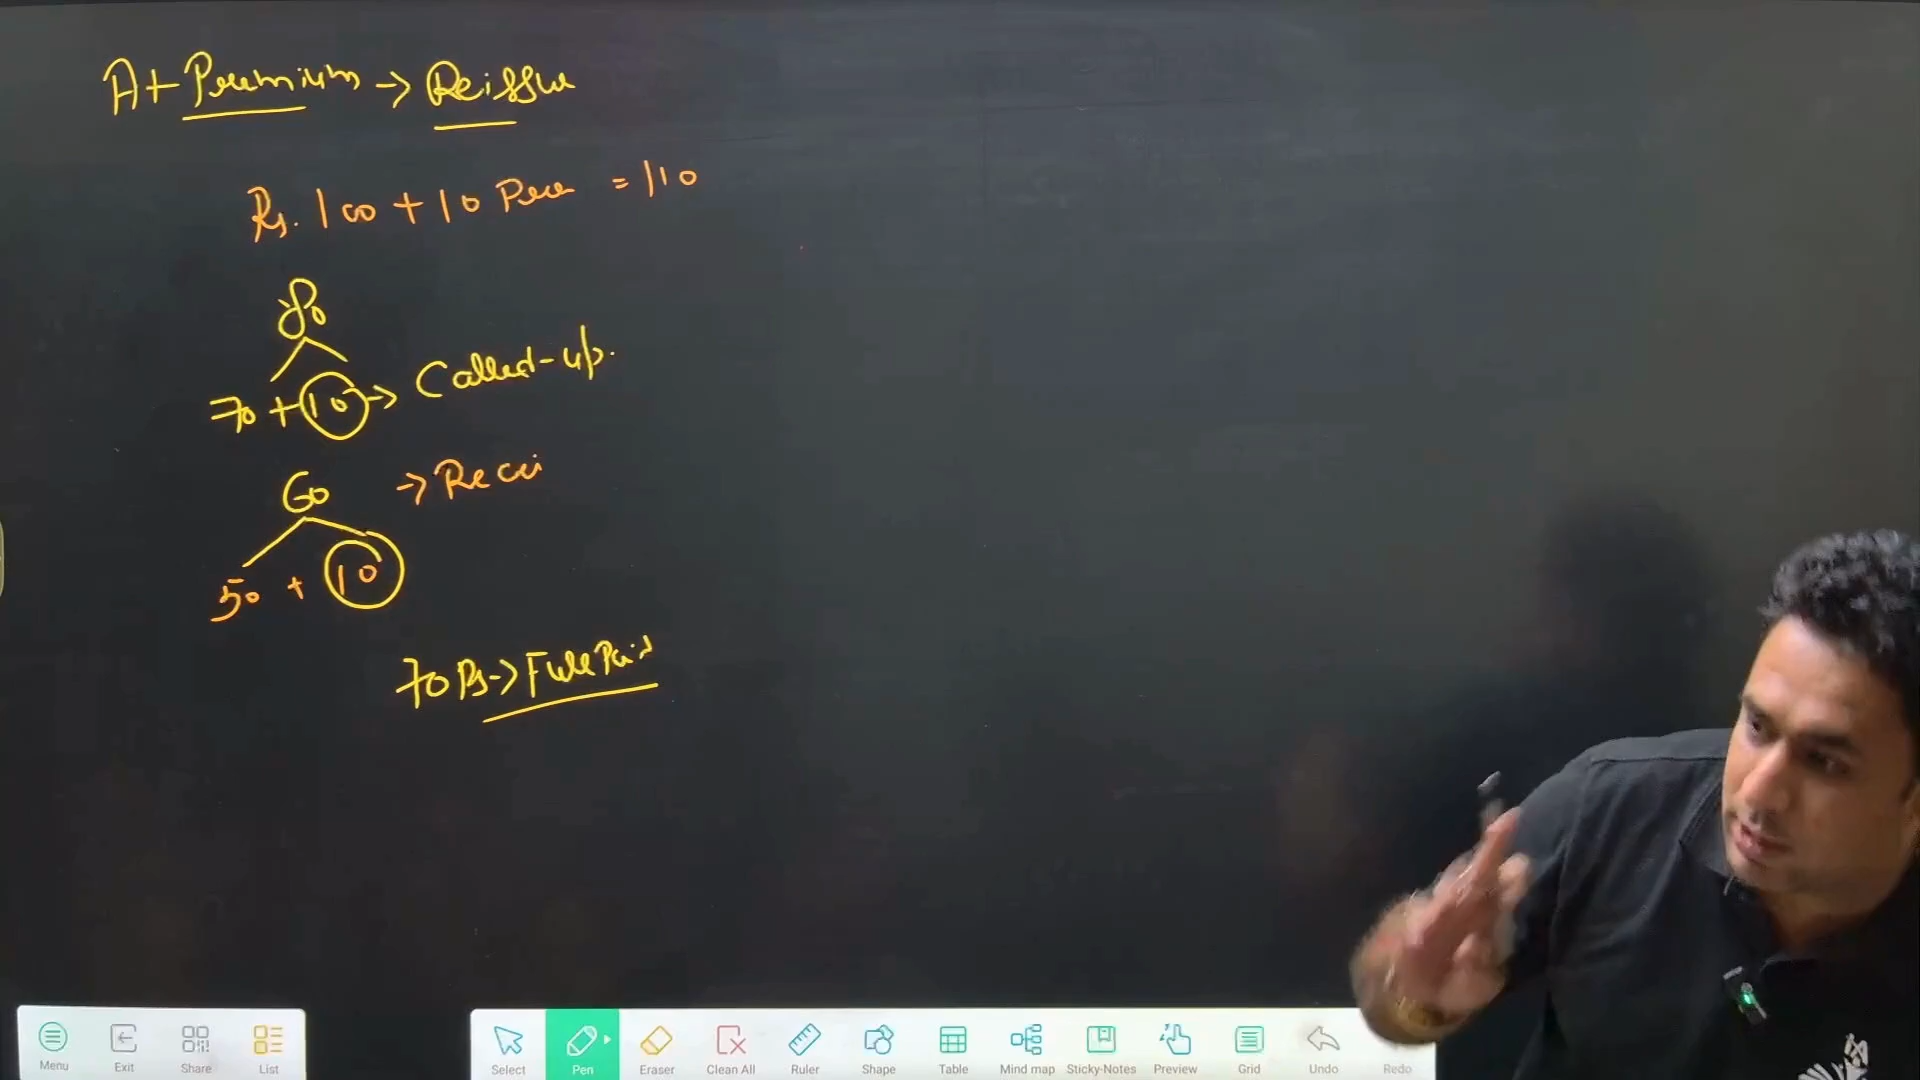 At Premium → Reissue
Rs. 100 + 10 Prem = 110
80
70 + 10 → Called-up.
60 → Recei
50 + 10
70 Rs → Full Paid
Menu Exit Share List Select Pen Eraser Clean All Ruler Shape Table Mind map Sticky-Notes Preview Grid Undo Redo